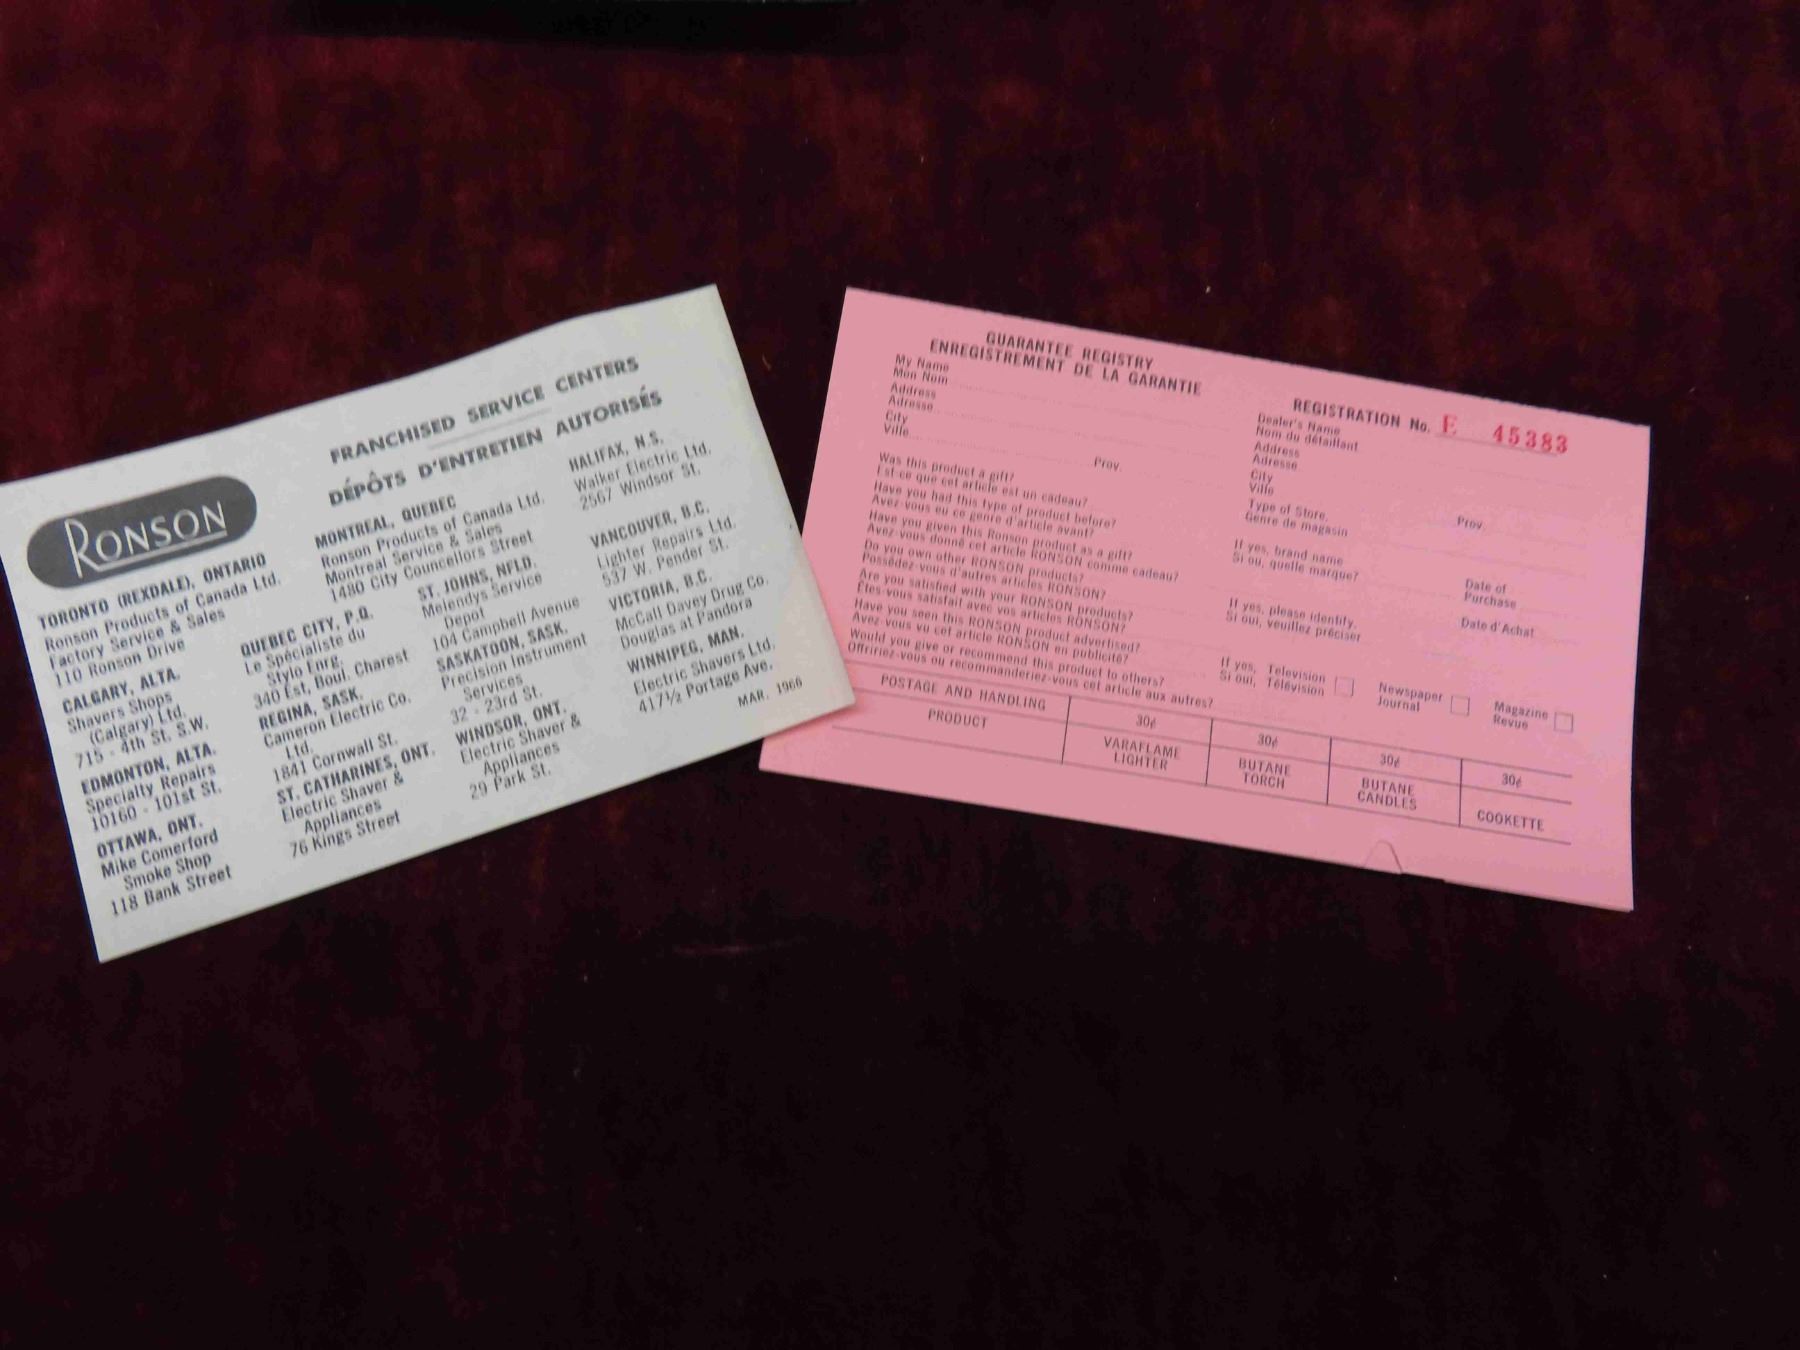 RONSON
FRANCHISED SERVICE CENTERS
DÉPÔTS D'ENTRETIEN AUTORISÉS
TORONTO (REXDALE), ONTARIO
Ronson Products of Canada Ltd.
Factory Service & Sales
110 Ronson Drive
CALGARY, ALTA.
Shavers Shops
(Calgary) Ltd.
715 - 4th St. S.W.
EDMONTON, ALTA.
Specialty Repairs
10160 - 101st St.
OTTAWA, ONT.
Mike Comerford
Smoke Shop
118 Bank Street
MONTREAL, QUEBEC
Ronson Products of Canada Ltd.
Montreal Service & Sales
1480 City Councellors Street
QUEBEC CITY, P.Q.
Le Spécialiste du
Stylo Enrg.
340 Est, Boul. Charest
REGINA, SASK.
Cameron Electric Co.
Ltd.
1841 Cornwall St.
ST. CATHARINES, ONT.
Electric Shaver &
Appliances
76 Kings Street
ST. JOHNS, NFLD.
Melendys Service
Depot
104 Campbell Avenue
SASKATOON, SASK.
Precision Instrument
Services
32 - 23rd St.
WINDSOR, ONT.
Electric Shaver &
Appliances
29 Park St.
HALIFAX, N.S.
Walker Electric Ltd.
2567 Windsor St.
VANCOUVER, B.C.
Lighter Repairs Ltd.
537 W. Pender St.
VICTORIA, B.C.
McCall Davey Drug Co.
Douglas at Pandora
WINNIPEG, MAN.
Electric Shavers Ltd.
417½ Portage Ave.
MAR. 1966
GUARANTEE REGISTRY
ENREGISTREMENT DE LA GARANTIE
My Name
Mon Nom
Address
Adresse
City
Ville
Prov.
REGISTRATION No. E 45383
Dealer's Name
Nom du détaillant
Address
Adresse
City
Ville
Prov.
Type of Store
Genre de magasin
Was this product a gift?
Est-ce que cet article est un cadeau?
Have you had this type of product before?
Avez-vous eu ce genre d'article avant?
If yes, brand name
Si ou, quelle marque?
Have you given this Ronson product as a gift?
Avez-vous donné cet article RONSON comme cadeau?
Date of
Purchase
Date d'Achat
Do you own other RONSON products?
Possédez-vous d'autres articles RONSON?
If yes, please identify.
Si oui, veuillez préciser
Are you satisfied with your RONSON products?
Êtes-vous satisfait avec vos articles RONSON?
Have you seen this RONSON product advertised?
Avez-vous vu cet article RONSON en publicité?
If yes, Television
Si oui, Télévision
Newspaper
Journal
Magazine
Revue
Would you give or recommend this product to others?
Offririez-vous ou recommanderiez-vous cet article aux autres?
POSTAGE AND HANDLING 30¢ 30¢ 30¢ 30¢
PRODUCT
VARAFLAME
LIGHTER
BUTANE
TORCH
BUTANE
CANDLES
COOKETTE